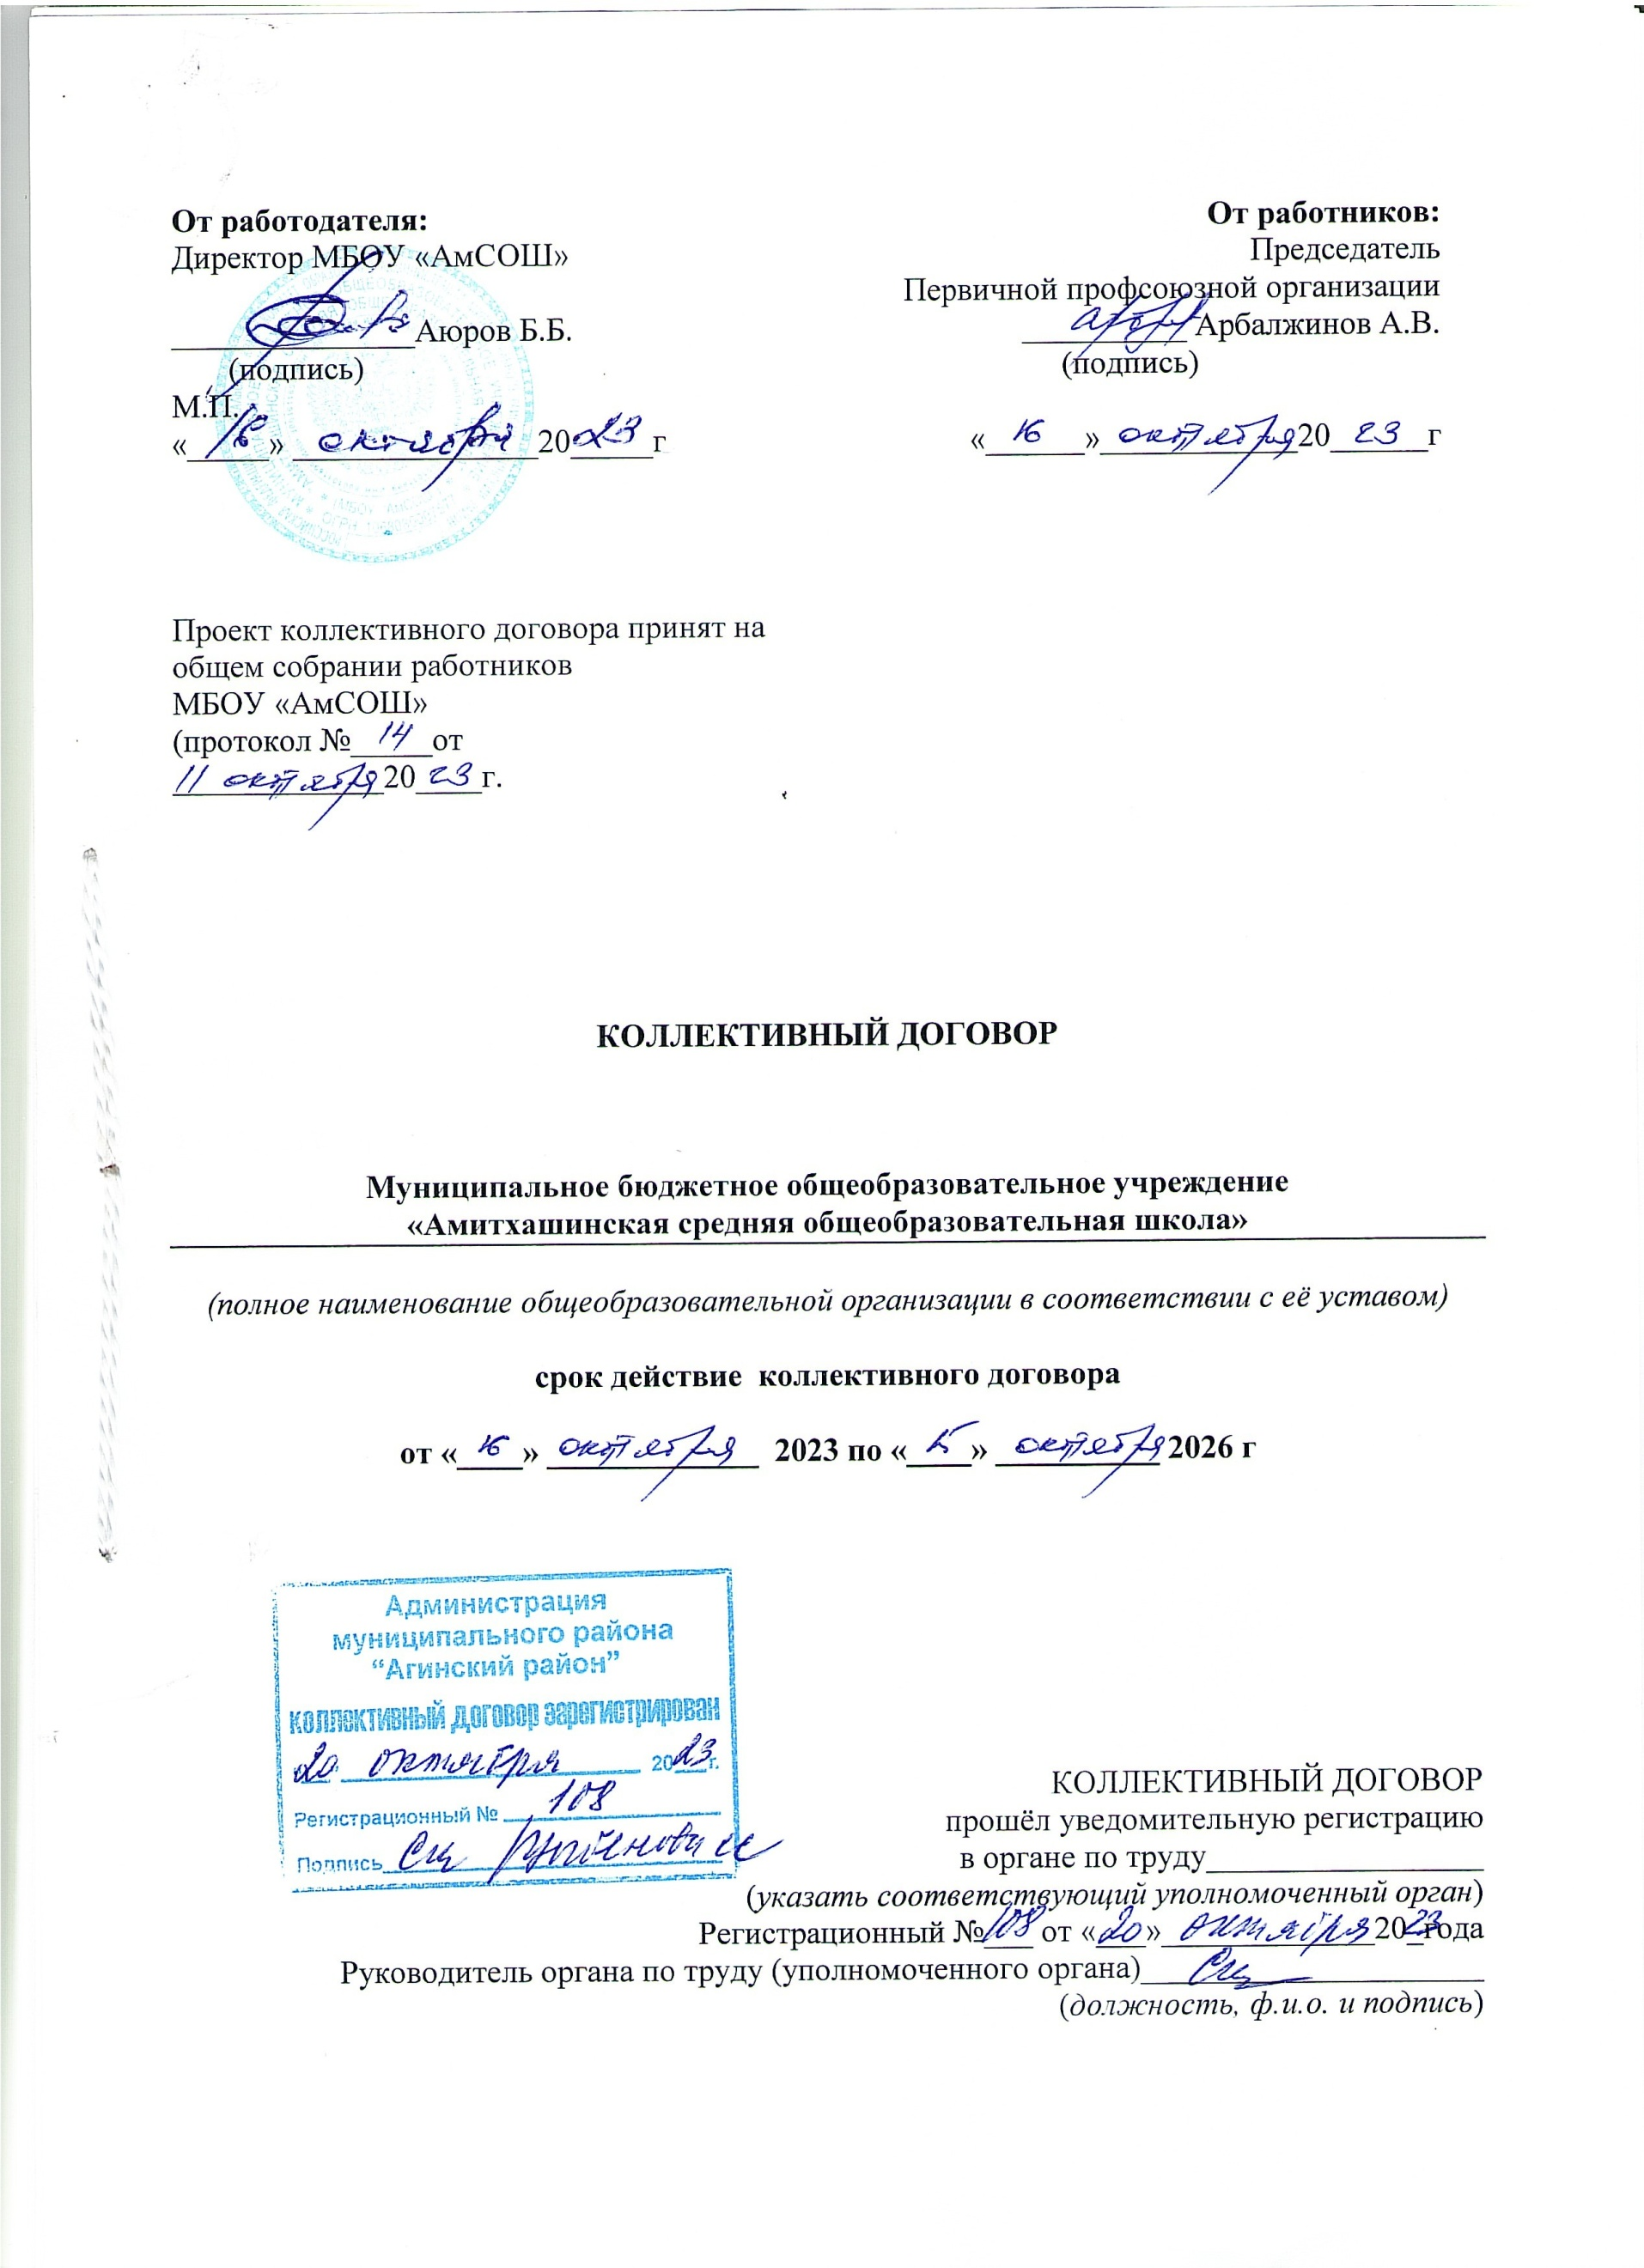 От работодателя:
Директор МБОУ «АмСОШ»
Аюров Б.Б.
(подпись)
М.П.
«16» октября 2023 г
От работников:
Председатель
Первичной профсоюзной организации
Арбалжинов А.В.
(подпись)
«16» октября 2023 г
Проект коллективного договора принят на
общем собрании работников
МБОУ «АмСОШ»
(протокол № 14 от
11 октября 2023 г.
КОЛЛЕКТИВНЫЙ ДОГОВОР
Муниципальное бюджетное общеобразовательное учреждение
«Амитхашинская средняя общеобразовательная школа»
(полное наименование общеобразовательной организации в соответствии с её уставом)
срок действие коллективного договора
от «16» октября 2023 по «15» октября 2026 г
Администрация
муниципального района
“Агинский район”
коллективный договор зарегистрирован
20 октября 2023 г.
Регистрационный № 108
Подпись
КОЛЛЕКТИВНЫЙ ДОГОВОР
прошёл уведомительную регистрацию
в органе по труду
(указать соответствующий уполномоченный орган)
Регистрационный № 108 от «20» октября 2023 года
Руководитель органа по труду (уполномоченного органа)
(должность, ф.и.о. и подпись)